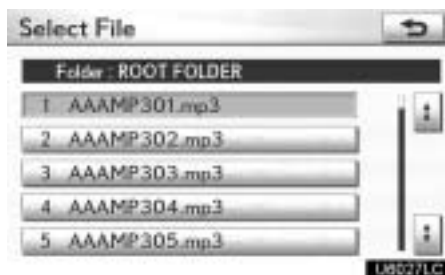 Select File
Folder : ROOT FOLDER
1 AAAMP301.mp3
2 AAAMP302.mp3
3 AAAMP303.mp3
4 AAAMP304.mp3
5 AAAMP305.mp3
U8027LC